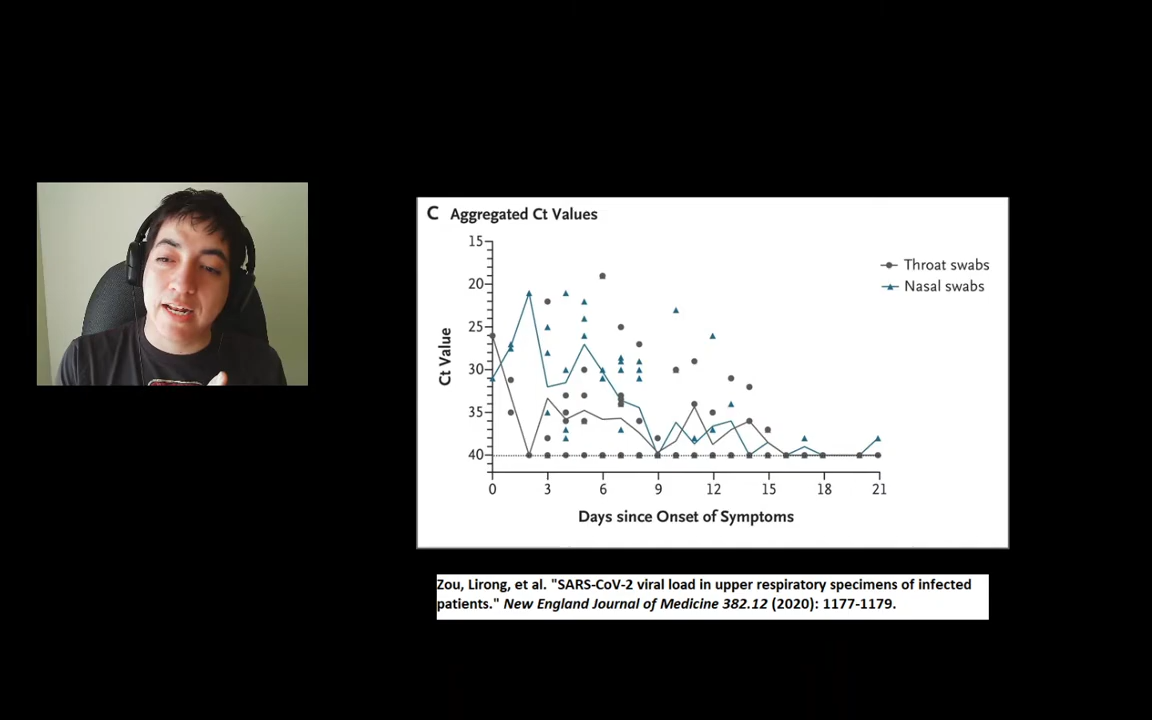 C Aggregated Ct Values
15
20
25
30
35
40
Ct Value
0 3 6 9 12 15 18 21
Days since Onset of Symptoms
Throat swabs
Nasal swabs
Zou, Lirong, et al. "SARS-CoV-2 viral load in upper respiratory specimens of infected
patients." New England Journal of Medicine 382.12 (2020): 1177-1179.